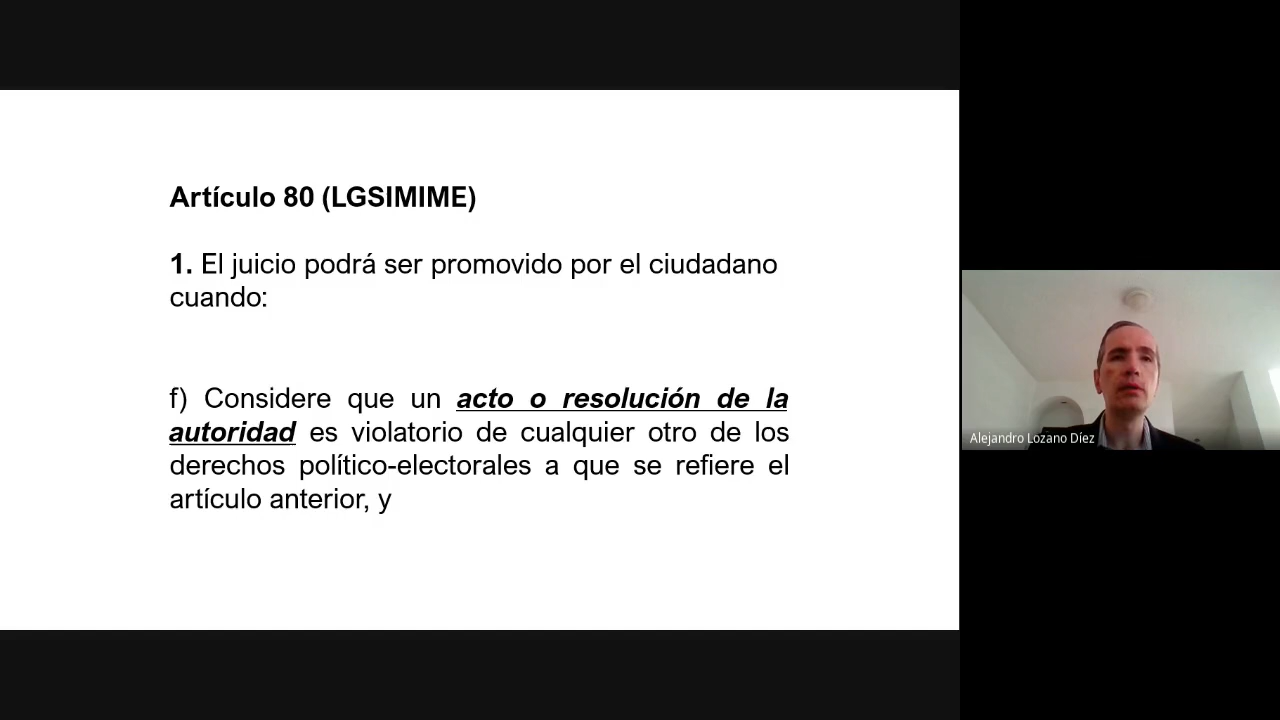 Artículo 80 (LGSIMIME)
1. El juicio podrá ser promovido por el ciudadano
cuando:
f) Considere que un acto o resolución de la
autoridad es violatorio de cualquier otro de los
derechos político-electorales a que se refiere el
artículo anterior, y
Alejandro Lozano Díez